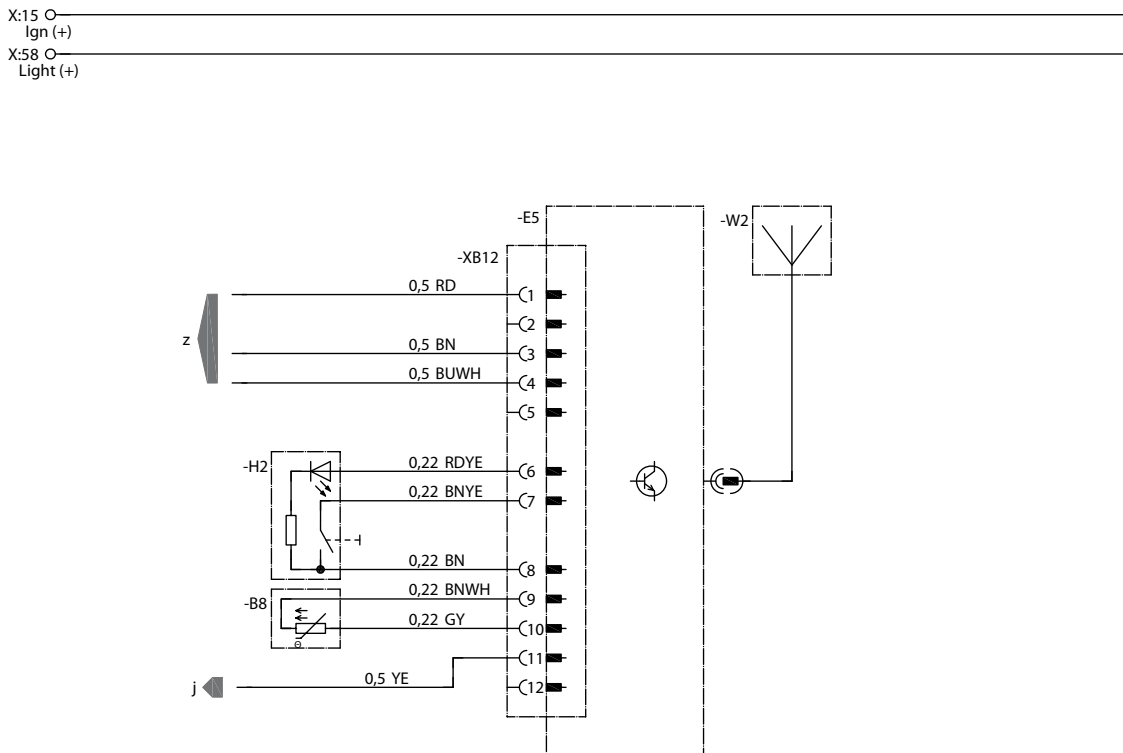 X:15
Ign (+)
X:58
Light (+)
-E5
-W2
-XB12
0,5 RD
1
2
z
0,5 BN
3
0,5 BUWH
4
5
-H2
0,22 RDYE
6
0,22 BNYE
7
0,22 BN
8
-B8
0,22 BNWH
9
0,22 GY
10
Θ
11
j
0,5 YE
12